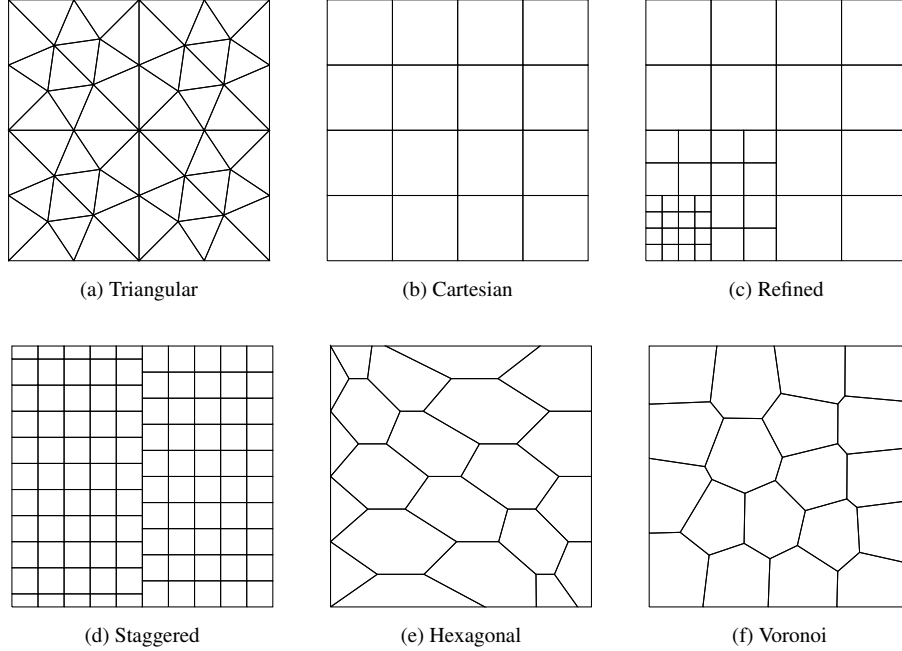 (a) Triangular
(b) Cartesian
(c) Refined
(d) Staggered
(e) Hexagonal
(f) Voronoi